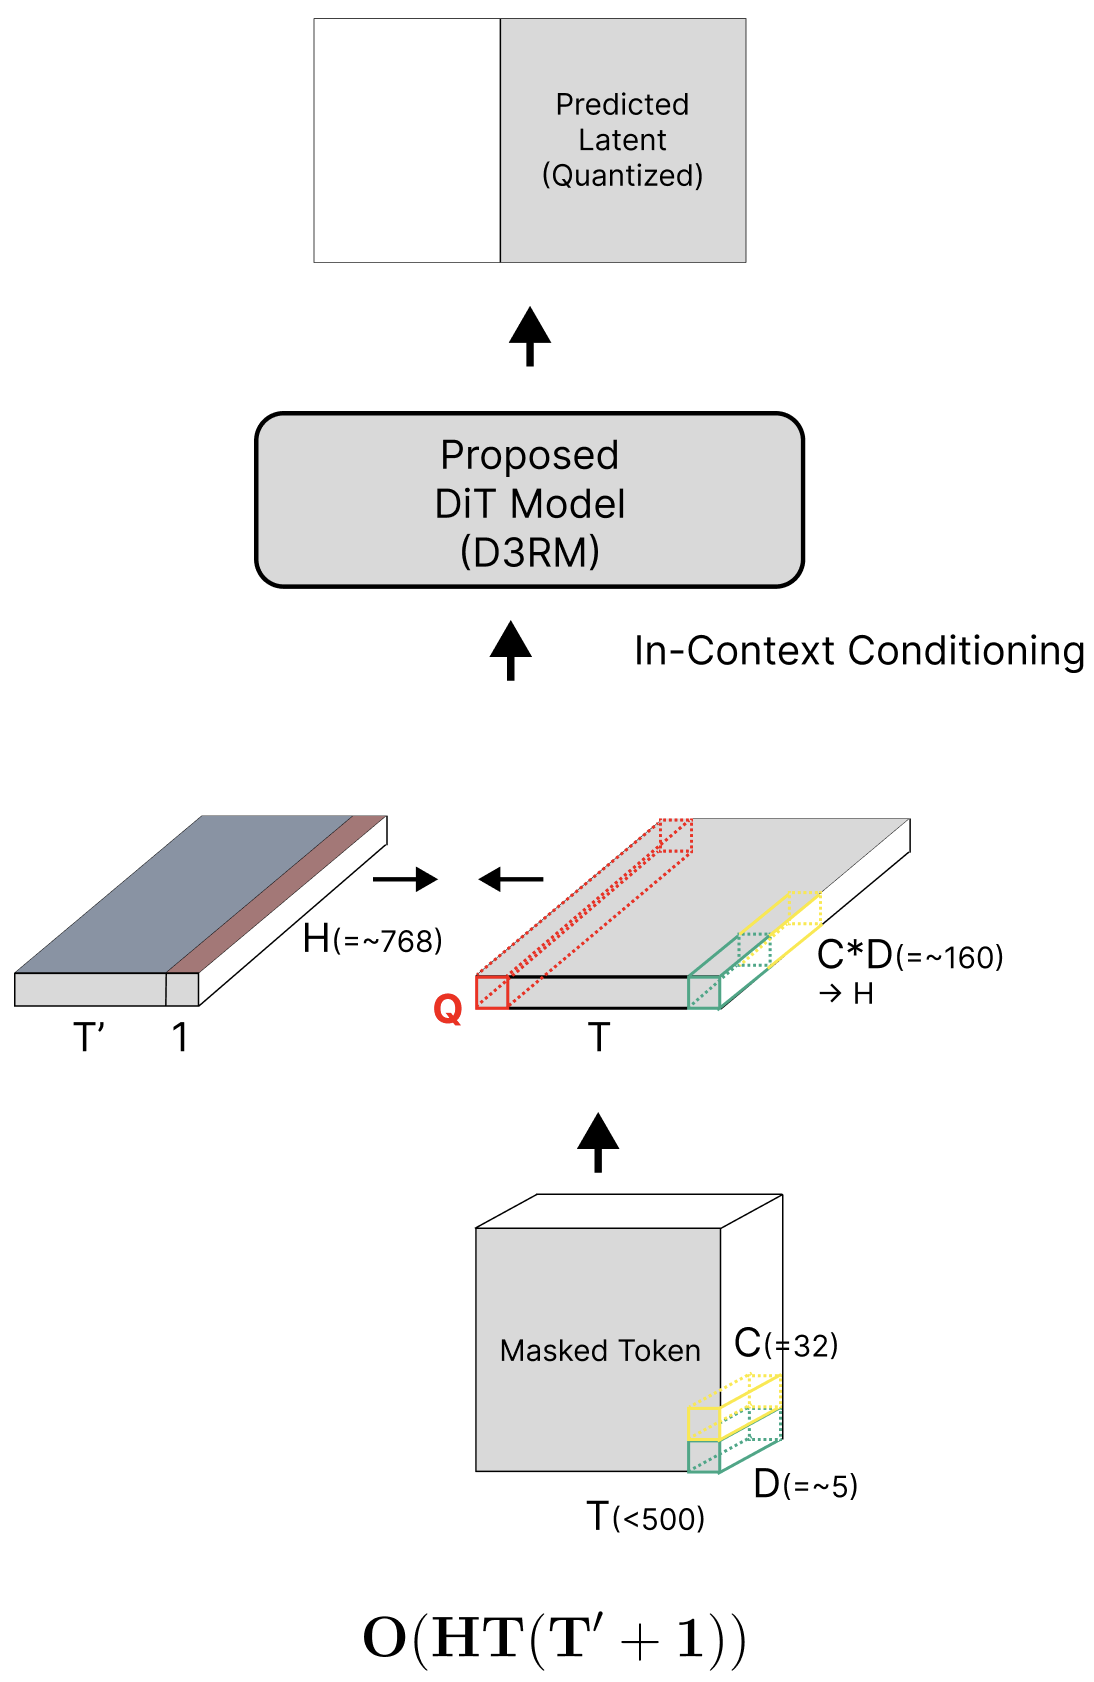 Predicted
Latent
(Quantized)
Proposed
DiT Model
(D3RM)
In-Context Conditioning
H(=~768)
C*D(=~160)
→ H
Q
T’
1
T
Masked Token
C(=32)
D(=~5)
T(<500)
O(HT(T′ + 1))